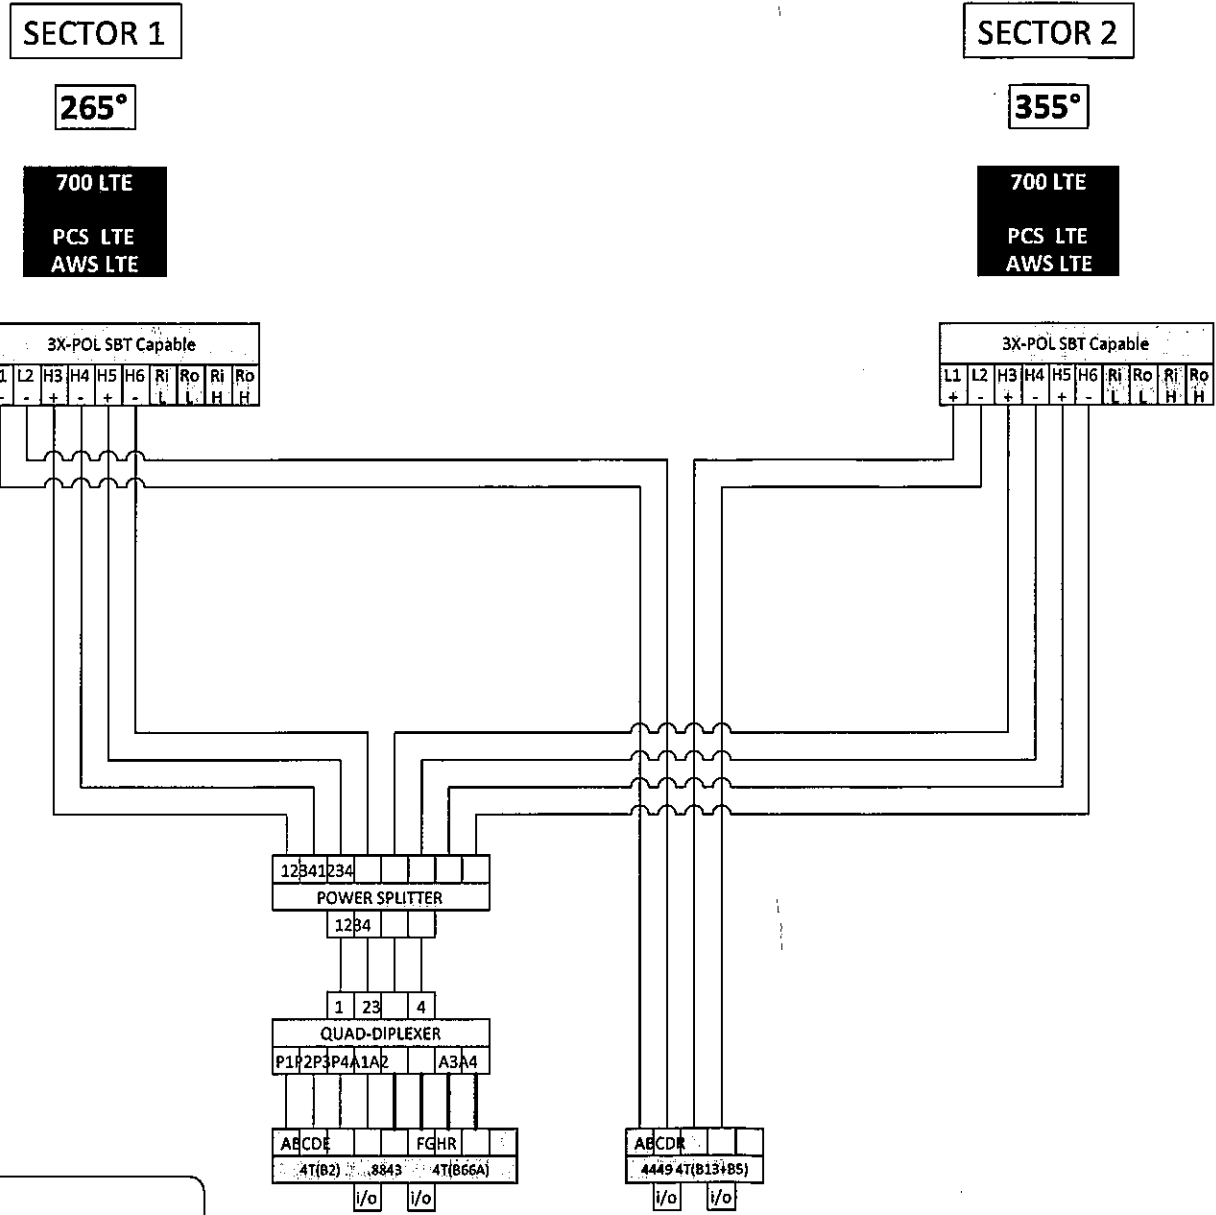 SECTOR 1
SECTOR 2
265°
355°
700 LTE
PCS LTE
AWS LTE
700 LTE
PCS LTE
AWS LTE
3X-POL SBT Capable
1 L2 H3 H4 H5 H6 Ri Ro Ri Ro
- - + - + - L L H H
3X-POL SBT Capable
L1 L2 H3 H4 H5 H6 Ri Ro Ri Ro
+ - + - + - L L H H
12341234
POWER SPLITTER
1234
1 23 4
QUAD-DIPLEXER
P1P2P3P4A1A2 A3A4
ABCDE FGHR
4T(B2) 8843 4T(B66A)
i/o i/o
ABCDR
4449 4T(B13+B5)
i/o i/o